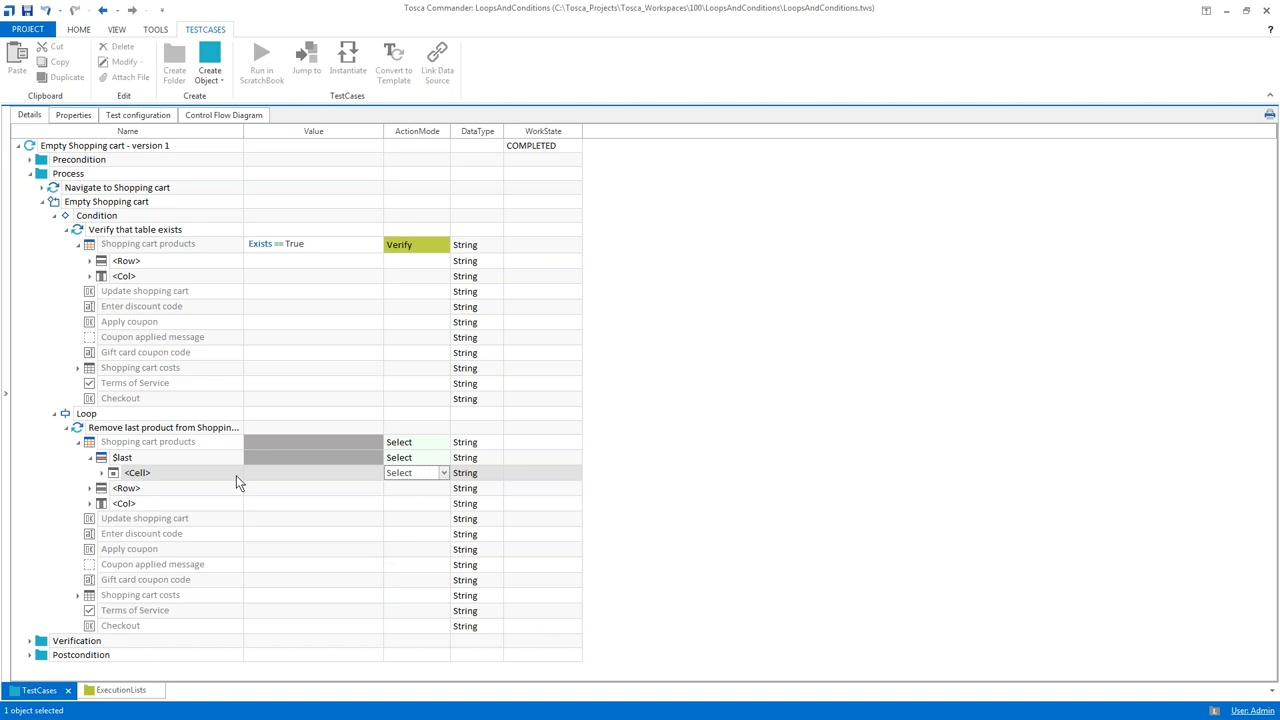 Tosca Commander: LoopsAndConditions (C:\Tosca_Projects\Tosca_Workspaces\100\LoopsAndConditions\LoopsAndConditions.tws)
PROJECT HOME VIEW TOOLS TESTCASES
?
Paste Cut Copy Duplicate
Delete Modify Attach File
Create Folder
Create Object
Run in ScratchBook
Jump to
Instantiate
Convert to Template
Link Data Source
Clipboard Edit Create TestCases
Details Properties Test configuration Control Flow Diagram
Name Value ActionMode DataType WorkState
Empty Shopping cart - version 1 COMPLETED
Precondition
Process
Navigate to Shopping cart
Empty Shopping cart
Condition
Verify that table exists
Shopping cart products Exists == True Verify String
<Row> String
<Col> String
Update shopping cart String
Enter discount code String
Apply coupon String
Coupon applied message String
Gift card coupon code String
Shopping cart costs String
Terms of Service String
Checkout String
Loop
Remove last product from Shoppin...
Shopping cart products Select String
$last Select String
<Cell> Select String
<Row> String
<Col> String
Update shopping cart String
Enter discount code String
Apply coupon String
Coupon applied message String
Gift card coupon code String
Shopping cart costs String
Terms of Service String
Checkout String
Verification
Postcondition
TestCases ExecutionLists
1 object selected User: Admin